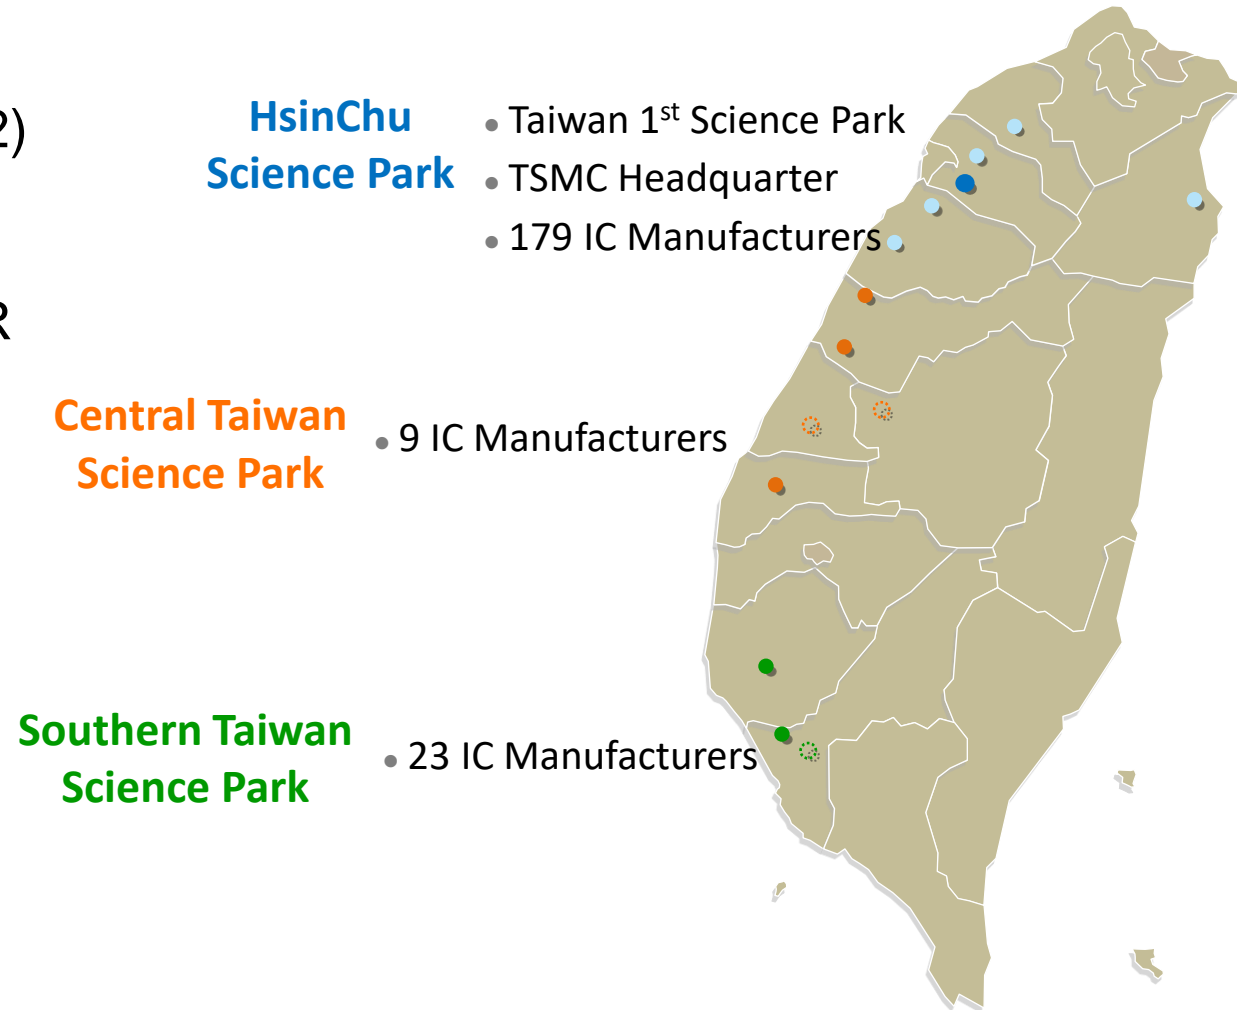 2)
HsinChu
Science Park
• Taiwan 1st Science Park
• TSMC Headquarter
• 179 IC Manufacturers
R
Central Taiwan
Science Park
• 9 IC Manufacturers
Southern Taiwan
Science Park
• 23 IC Manufacturers